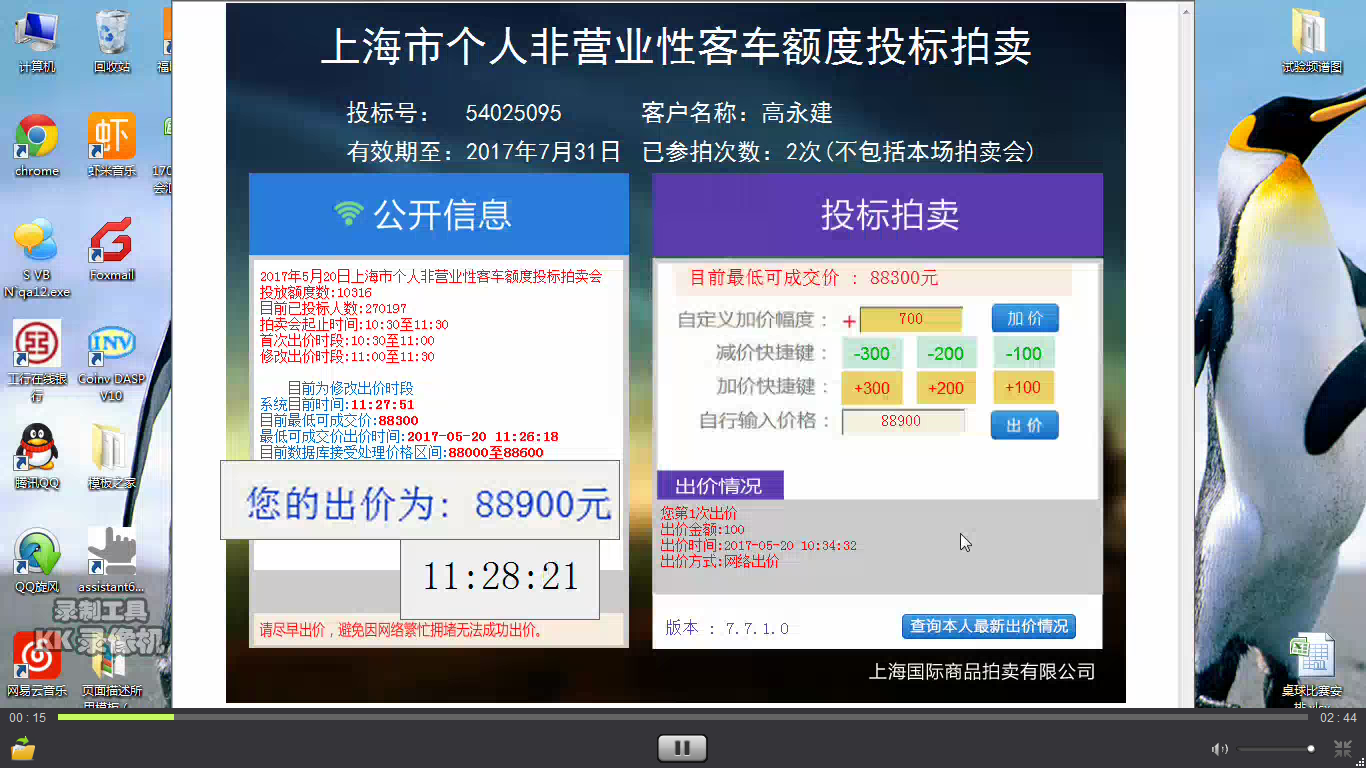 计算机
回收站
chrome
虾米音乐
S VB
N`qa12.exe
Foxmail
工行在线银
行
Coinv DASP
V10
腾讯QQ
模板之家
QQ旋风
assistant6...
录制工具
KK 录像机
网易云音乐
页面描述所
上海市个人非营业性客车额度投标拍卖
投标号： 54025095 客户名称：高永建
有效期至：2017年7月31日 已参拍次数：2次(不包括本场拍卖会)
公开信息
2017年5月20日上海市个人非营业性客车额度投标拍卖会
投放额度数:10316
目前已投标人数:270197
拍卖会起止时间:10:30至11:30
首次出价时段:10:30至11:00
修改出价时段:11:00至11:30
目前为修改出价时段
系统目前时间:11:27:51
目前最低可成交价:88300
最低可成交价出价时间:2017-05-20 11:26:18
目前数据库接受处理价格区间:88000至88600
您的出价为：88900元
11:28:21
请尽早出价，避免因网络繁忙拥堵无法成功出价。
投标拍卖
目前最低可成交价 : 88300元
自定义加价幅度： + 700 加价
减价快捷键： -300 -200 -100
加价快捷键： +300 +200 +100
自行输入价格： 88900 出价
出价情况
您第1次出价
出价金额:100
出价时间:2017-05-20 10:34:32
出价方式:网络出价
版本 : 7.7.1.0
查询本人最新出价情况
上海国际商品拍卖有限公司
试验频谱图
桌球比赛安
00:15
02:44